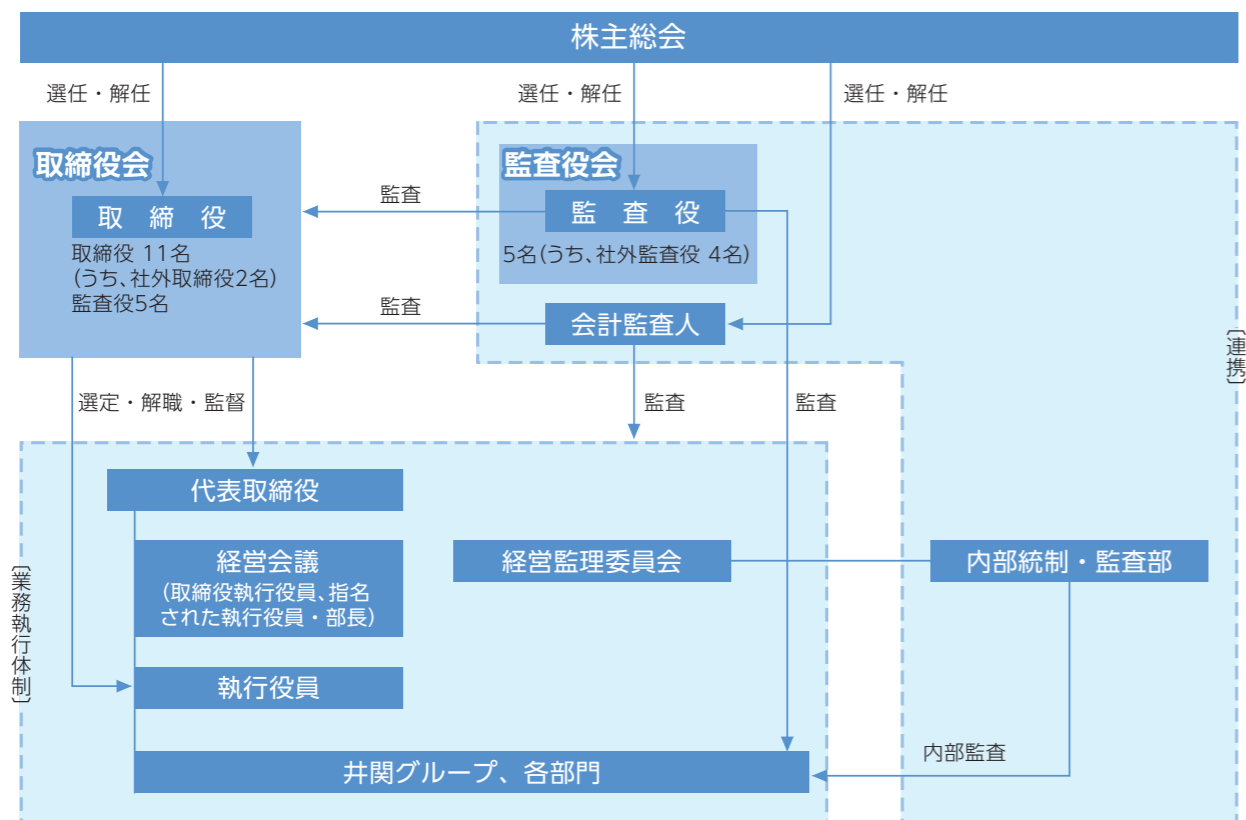 株主総会
選任・解任
選任・解任
選任・解任
取締役会
取締役
取締役 11名
(うち、社外取締役2名)
監査役5名
監査
監査役会
監査役
5名(うち、社外監査役 4名)
監査
会計監査人
〔連携〕
選定・解職・監督
監査
監査
代表取締役
経営会議
(取締役執行役員、指名
された執行役員・部長)
経営監理委員会
内部統制・監査部
〔業務執行体制〕
執行役員
内部監査
井関グループ、各部門